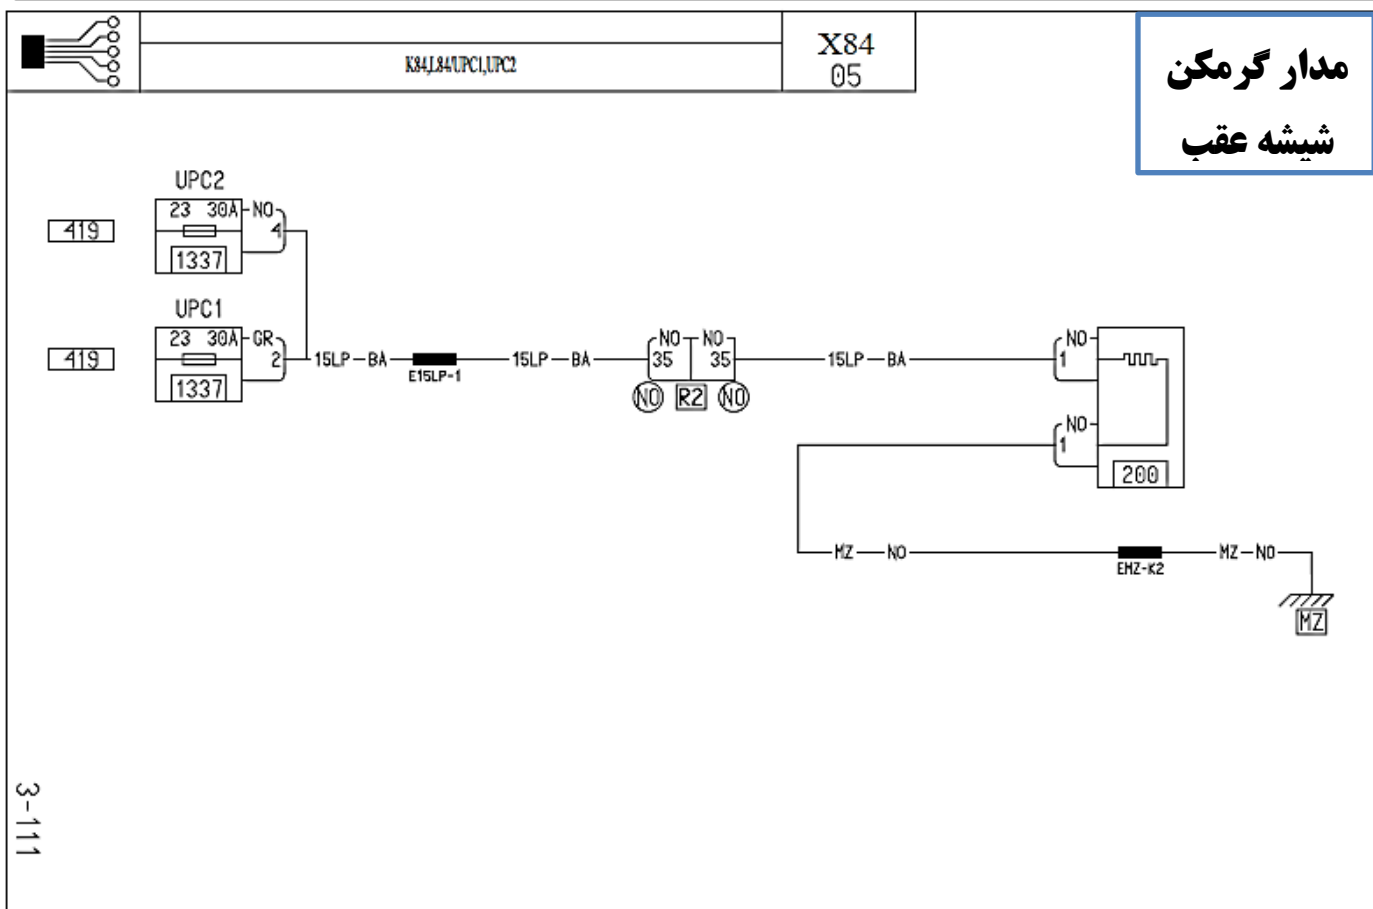 K84,L84/UPC1,UPC2
X84
05
مدار گرمکن
شیشه عقب
UPC2
419
23 30A NO
4
1337
UPC1
419
23 30A GR
2
1337
15LP BA
E15LP-1
15LP BA
NO NO
35 35
NO R2 NO
15LP BA
NO
1
NO
1
200
MZ NO
EMZ-K2
MZ NO
MZ
3-111